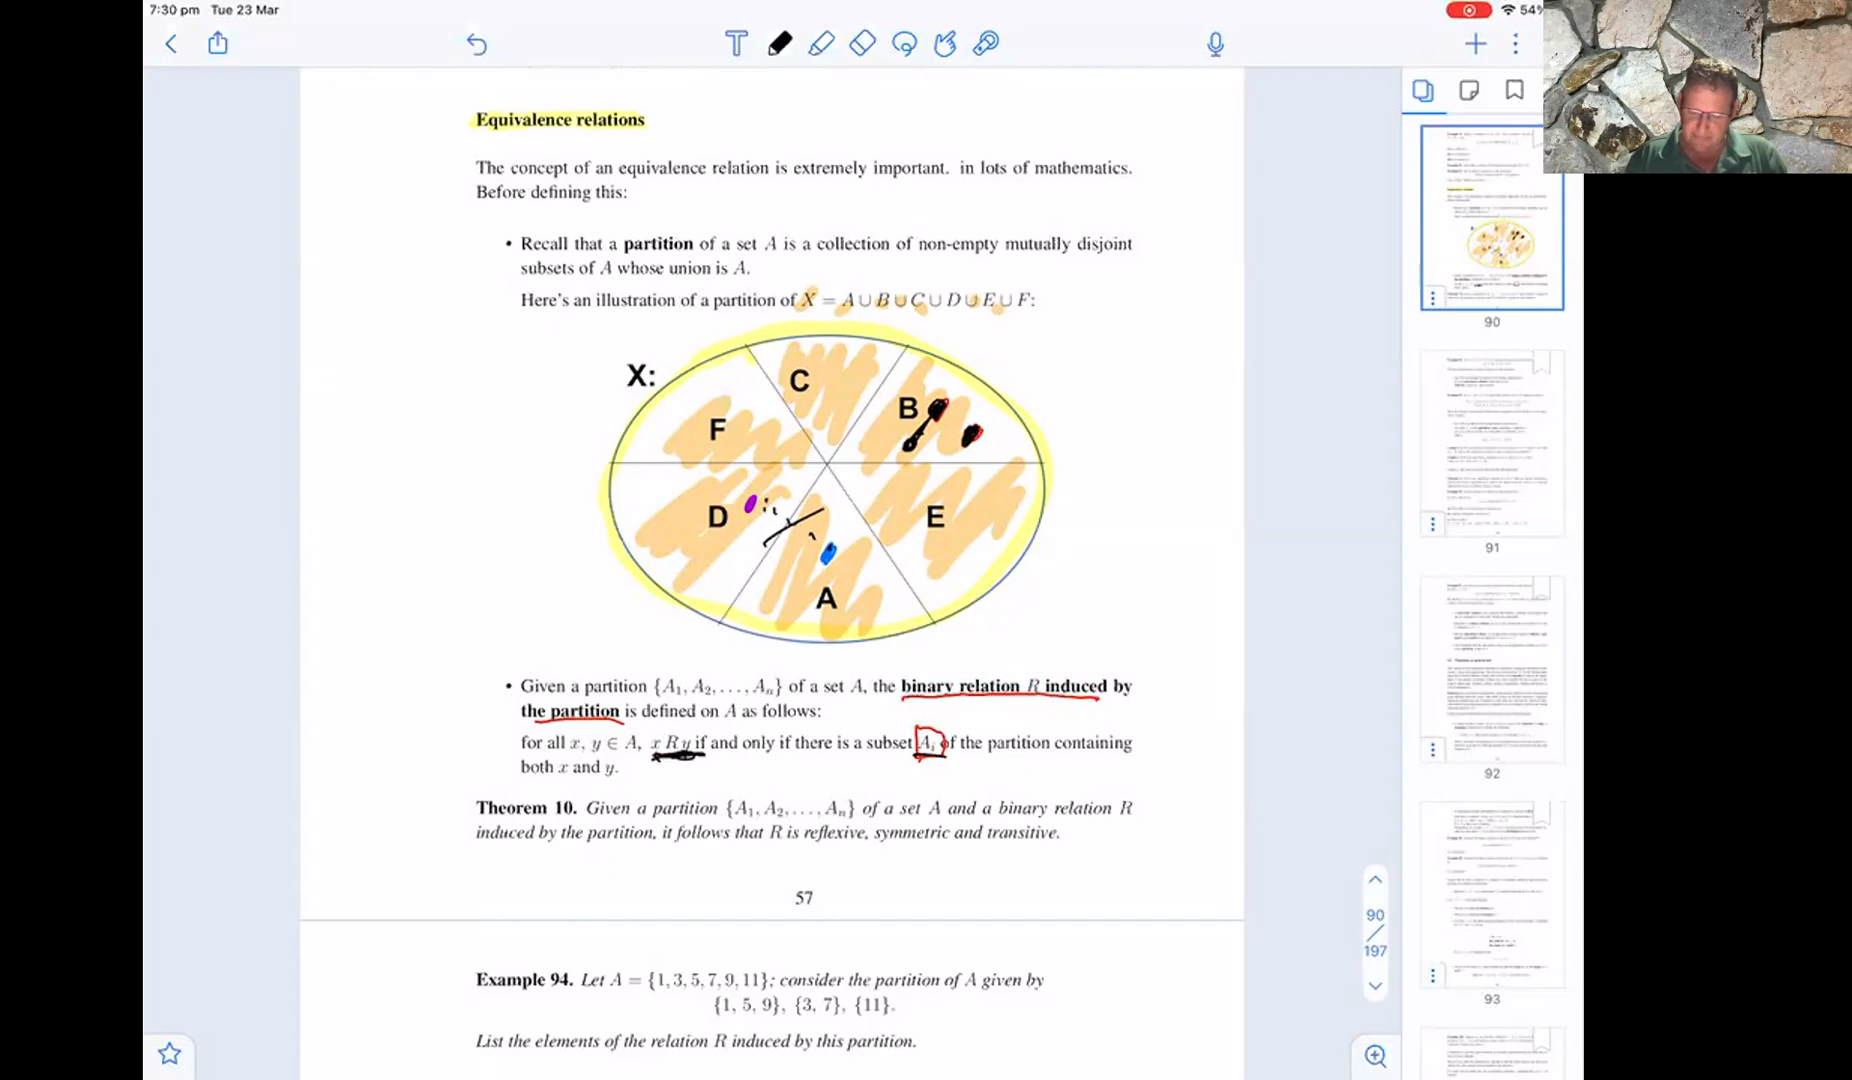 7:30 pm Tue 23 Mar
54%
Equivalence relations
The concept of an equivalence relation is extremely important. in lots of mathematics.
Before defining this:
• Recall that a partition of a set A is a collection of non-empty mutually disjoint
subsets of A whose union is A.
Here's an illustration of a partition of X = A ∪ B ∪ C ∪ D ∪ E ∪ F:
X:
C
B
F
D
E
A
• Given a partition {A₁, A₂, . . . , Aₙ} of a set A, the binary relation R induced by
the partition is defined on A as follows:
for all x, y ∈ A, x R y if and only if there is a subset Aᵢ of the partition containing
both x and y.
Theorem 10. Given a partition {A₁, A₂, . . . , Aₙ} of a set A and a binary relation R
induced by the partition, it follows that R is reflexive, symmetric and transitive.
57
Example 94. Let A = {1, 3, 5, 7, 9, 11}; consider the partition of A given by
{1, 5, 9}, {3, 7}, {11}.
List the elements of the relation R induced by this partition.
90
197
90
91
92
93